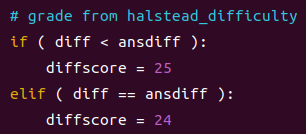 # grade from halstead_difficulty
if ( diff < ansdiff ):
    diffscore = 25
elif ( diff == ansdiff ):
    diffscore = 24